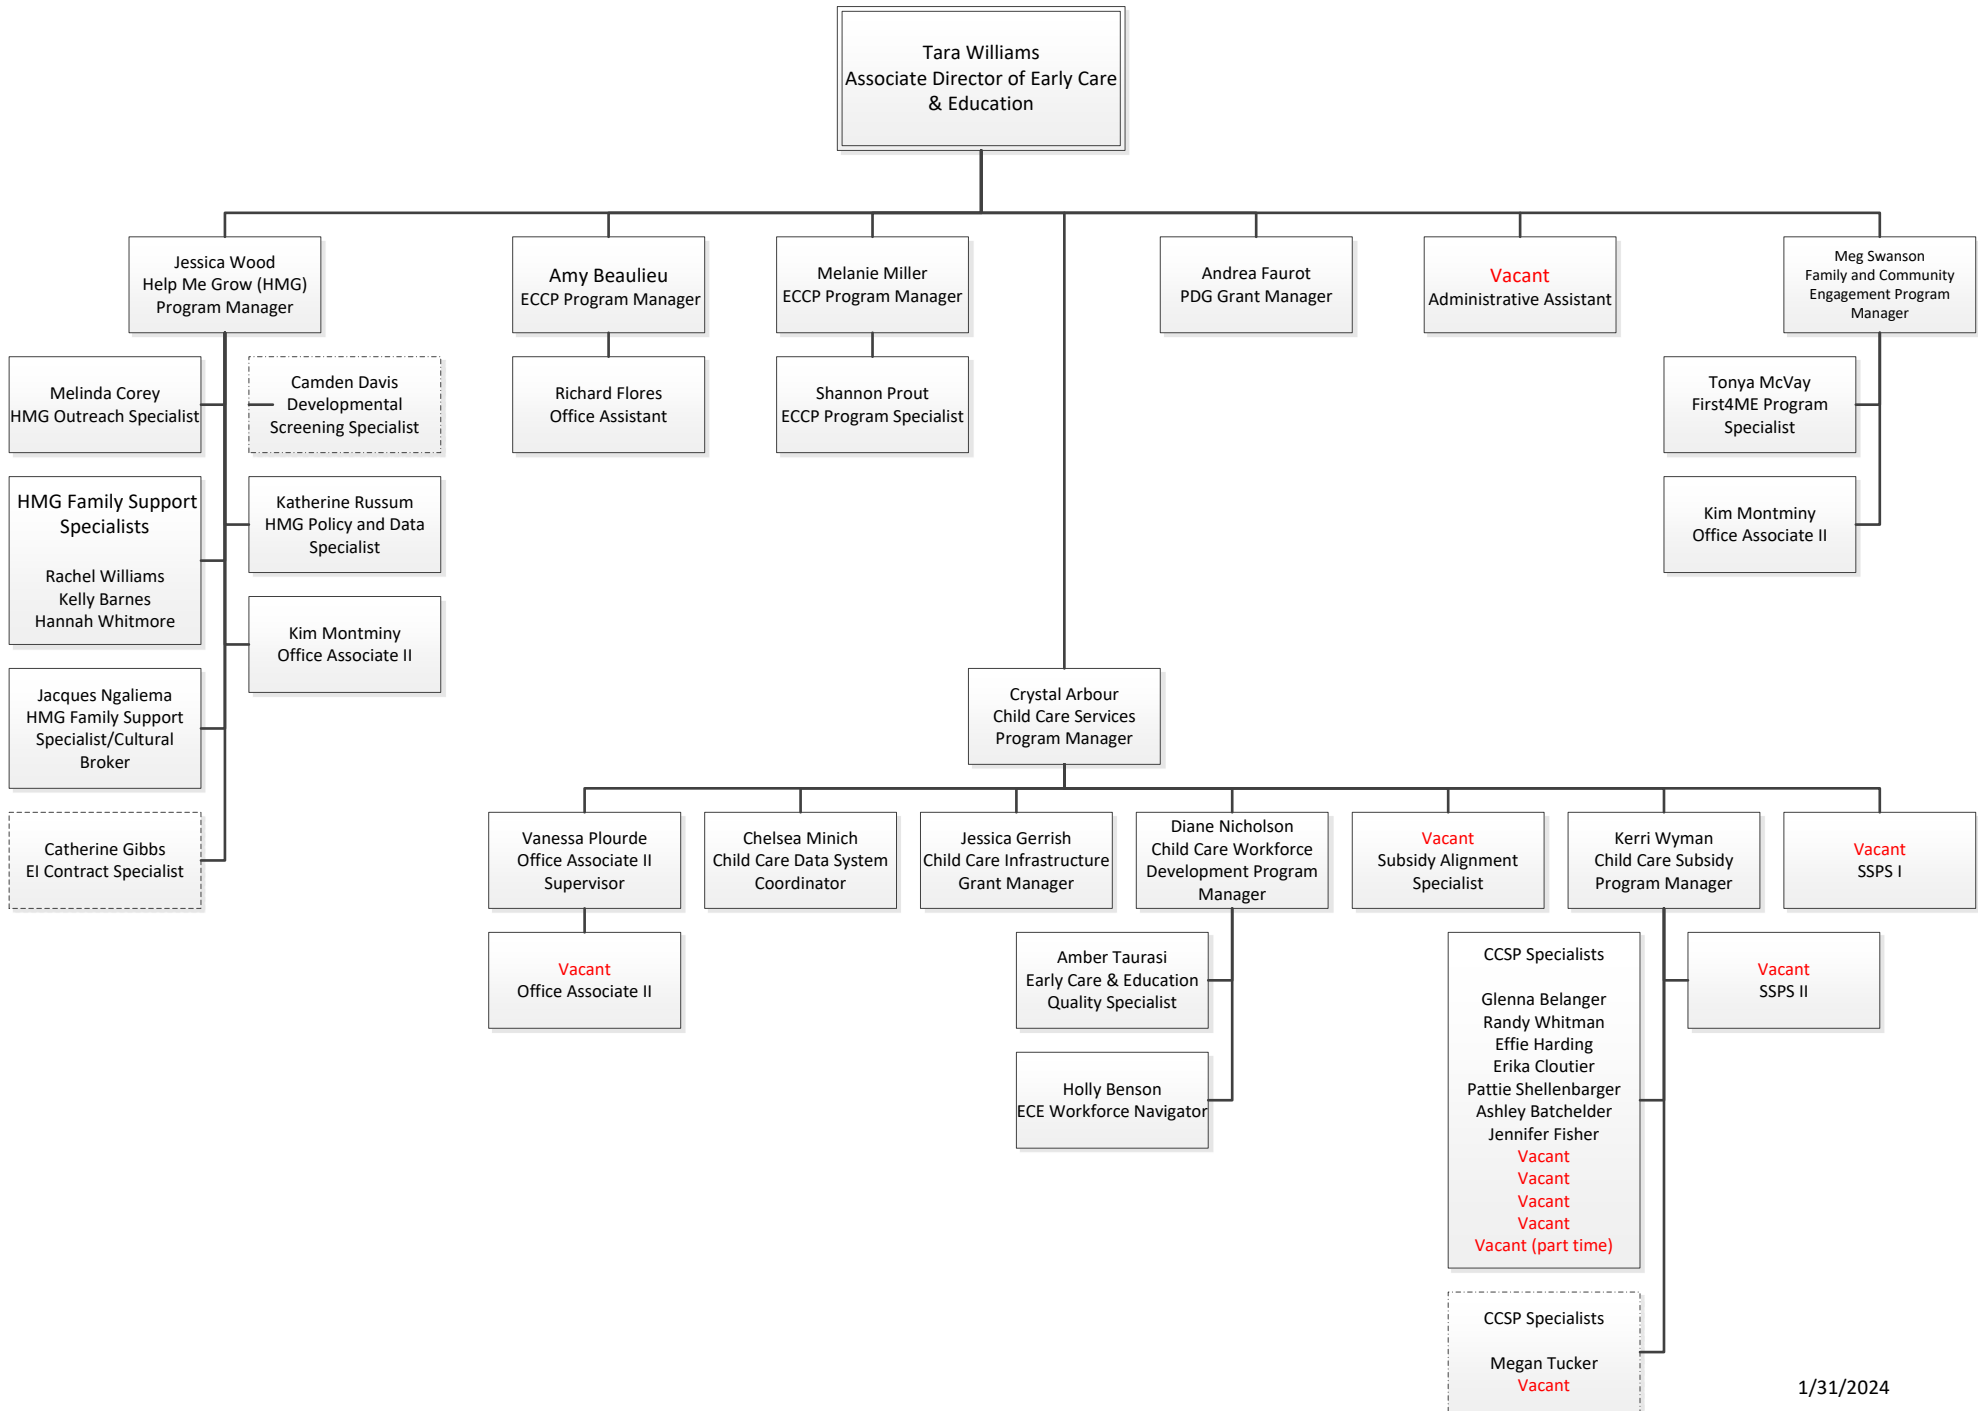 Tara Williams
Associate Director of Early Care
& Education
Jessica Wood
Help Me Grow (HMG)
Program Manager
Amy Beaulieu
ECCP Program Manager
Melanie Miller
ECCP Program Manager
Andrea Faurot
PDG Grant Manager
Vacant
Administrative Assistant
Meg Swanson
Family and Community
Engagement Program
Manager
Melinda Corey
HMG Outreach Specialist
Camden Davis
Developmental
Screening Specialist
Richard Flores
Office Assistant
Shannon Prout
ECCP Program Specialist
Tonya McVay
First4ME Program
Specialist
HMG Family Support
Specialists
Rachel Williams
Kelly Barnes
Hannah Whitmore
Katherine Russum
HMG Policy and Data
Specialist
Kim Montminy
Office Associate II
Kim Montminy
Office Associate II
Jacques Ngaliema
HMG Family Support
Specialist/Cultural
Broker
Crystal Arbour
Child Care Services
Program Manager
Catherine Gibbs
EI Contract Specialist
Vanessa Plourde
Office Associate II
Supervisor
Chelsea Minich
Child Care Data System
Coordinator
Jessica Gerrish
Child Care Infrastructure
Grant Manager
Diane Nicholson
Child Care Workforce
Development Program
Manager
Vacant
Subsidy Alignment
Specialist
Kerri Wyman
Child Care Subsidy
Program Manager
Vacant
SSPS I
Vacant
Office Associate II
Amber Taurasi
Early Care & Education
Quality Specialist
CCSP Specialists
Glenna Belanger
Randy Whitman
Effie Harding
Erika Cloutier
Pattie Shellenbarger
Ashley Batchelder
Jennifer Fisher
Vacant
Vacant
Vacant
Vacant
Vacant (part time)
Vacant
SSPS II
Holly Benson
ECE Workforce Navigator
CCSP Specialists
Megan Tucker
Vacant
1/31/2024